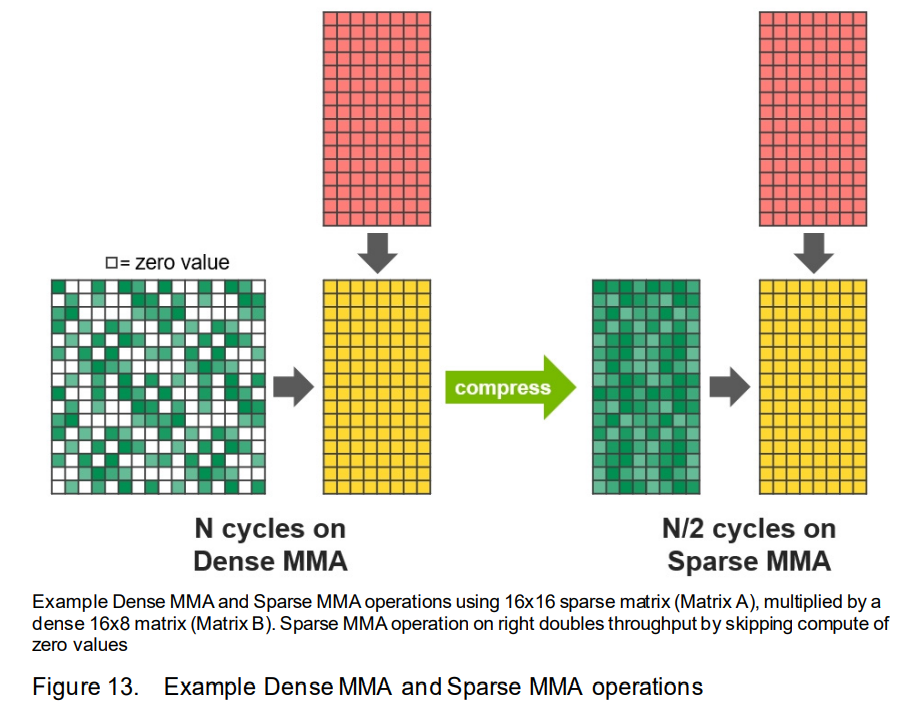 □= zero value
compress
N cycles on
Dense MMA
N/2 cycles on
Sparse MMA
Example Dense MMA and Sparse MMA operations using 16x16 sparse matrix (Matrix A), multiplied by a
dense 16x8 matrix (Matrix B). Sparse MMA operation on right doubles throughput by skipping compute of
zero values
Figure 13. Example Dense MMA and Sparse MMA operations